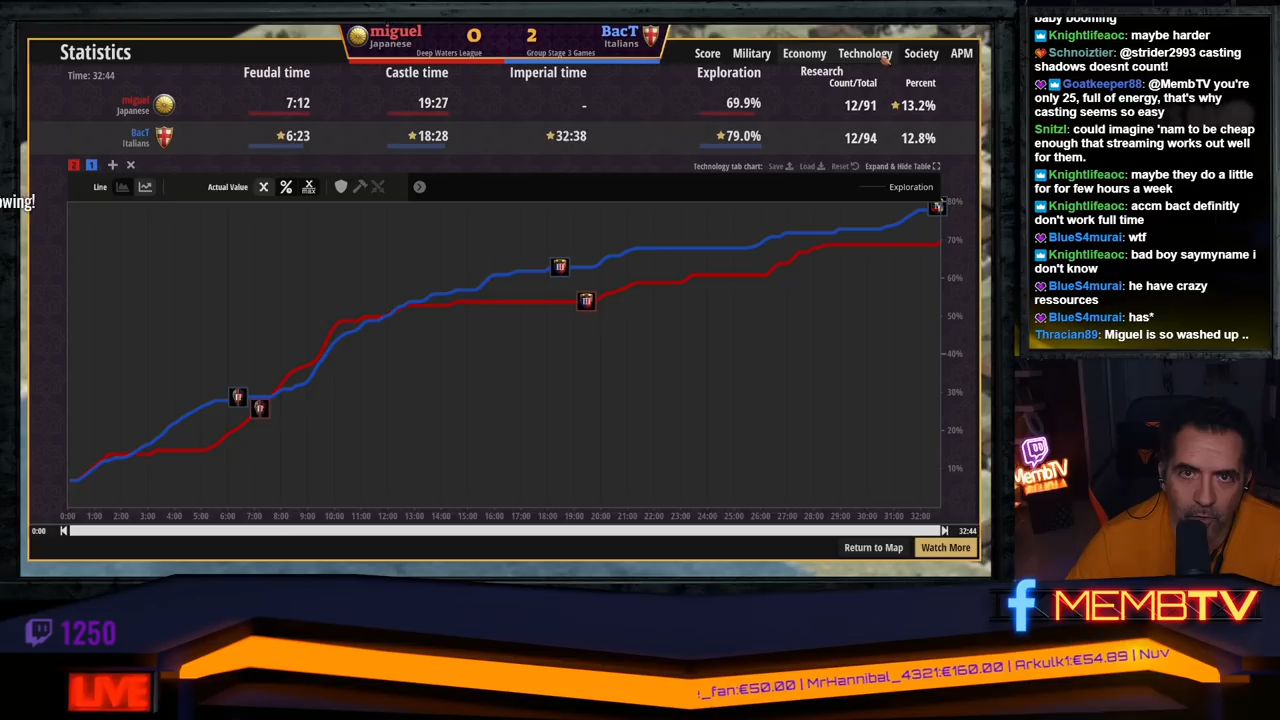 miguel
Japanese
0
2
BacT
Italians
Deep Waters League
Group Stage 3 Games
Statistics
Score Military Economy Technology Society APM
Time: 32:44
Feudal time Castle time Imperial time Exploration Research Count/Total Percent
miguel
Japanese
7:12 19:27 - 69.9% 12/91 13.2%
BacT
Italians
6:23 18:28 32:38 79.0% 12/94 12.8%
2 1 + X
Technology tab chart: Save Load Reset Expand & Hide Table
Line Actual Value X % X max
Exploration
owing!
80%
70%
60%
50%
40%
30%
20%
10%
0:00 1:00 2:00 3:00 4:00 5:00 6:00 7:00 8:00 9:00 10:00 11:00 12:00 13:00 14:00 15:00 16:00 17:00 18:00 19:00 20:00 21:00 22:00 23:00 24:00 25:00 26:00 27:00 28:00 29:00 30:00 31:00 32:00
0:00 32:44
Return to Map Watch More
baby booming
Knightlifeaoc: maybe harder
Schnoiztier: @strider2993 casting
shadows doesnt count!
Goatkeeper88: @MembTV you're
only 25, full of energy, that's why
casting seems so easy
Snitzl: could imagine 'nam to be cheap
enough that streaming works out well
for them.
Knightlifeaoc: maybe they do a little
for for few hours a week
Knightlifeaoc: accm bact definitly
don't work full time
BlueS4murai: wtf
Knightlifeaoc: bad boy saymyname i
don't know
BlueS4murai: he have crazy
ressources
BlueS4murai: has*
Thracian89: Miguel is so washed up ..
MembTV
MEMBTV
1250
LIVE
_fan:€50.00 | MrHannibal_4321:€160.00 | Arkulk1:€54.89 | Nuv